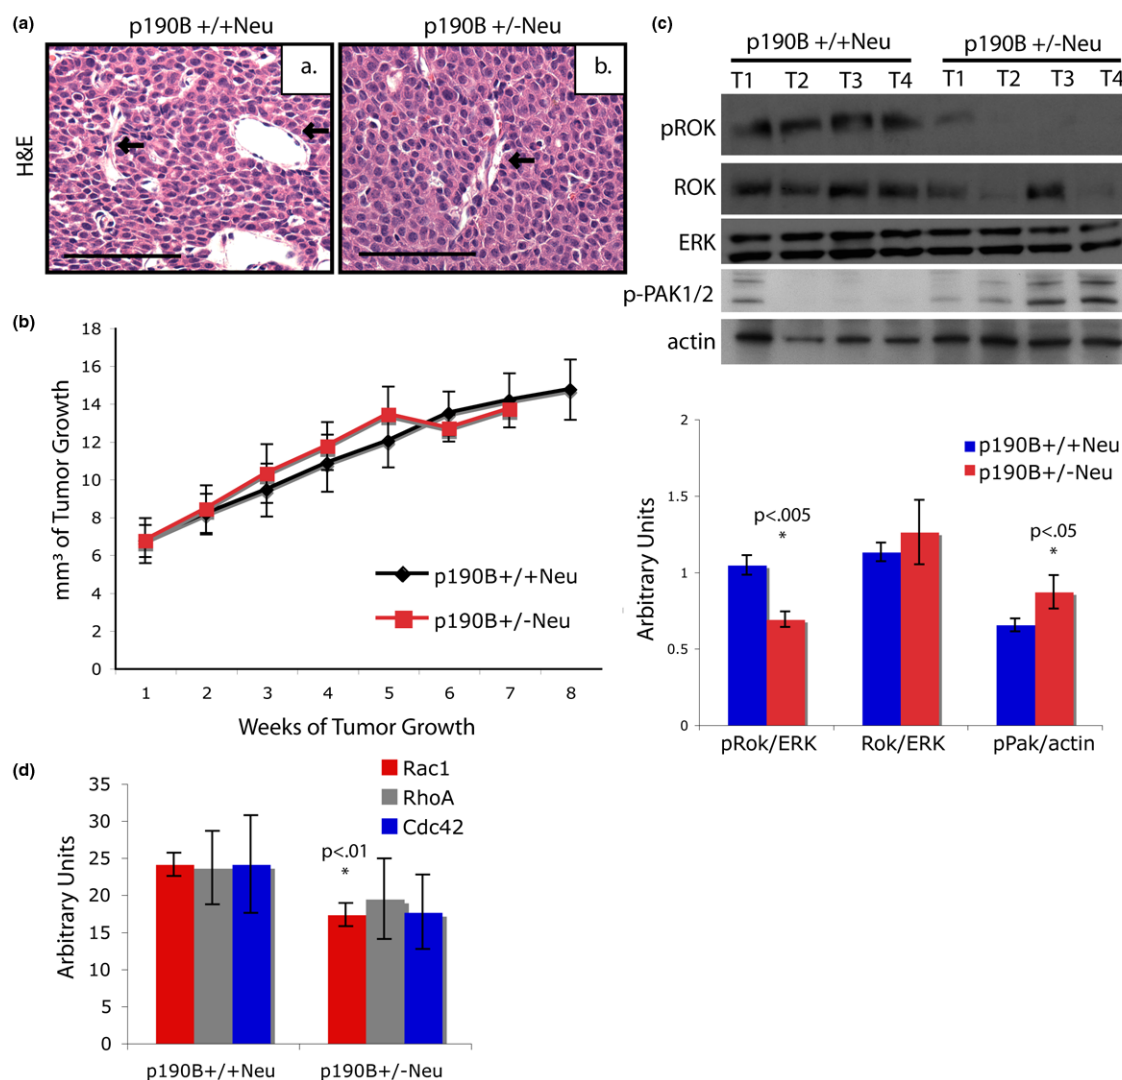 (a)
p190B +/+Neu
p190B +/-Neu
a.
b.
H&E
(b)
18
16
14
12
10
8
6
4
2
0
mm³ of Tumor Growth
p190B+/+Neu
p190B+/-Neu
1 2 3 4 5 6 7 8
Weeks of Tumor Growth
(c)
p190B +/+Neu
p190B +/-Neu
T1 T2 T3 T4 T1 T2 T3 T4
pROK
ROK
ERK
p-PAK1/2
actin
2
1.5
1
0.5
0
Arbitrary Units
p190B+/+Neu
p190B+/-Neu
p<.005
*
p<.05
*
pRok/ERK Rok/ERK pPak/actin
(d)
35
30
25
20
15
10
5
0
Arbitrary Units
Rac1
RhoA
Cdc42
p<.01
*
p190B+/+Neu p190B+/-Neu